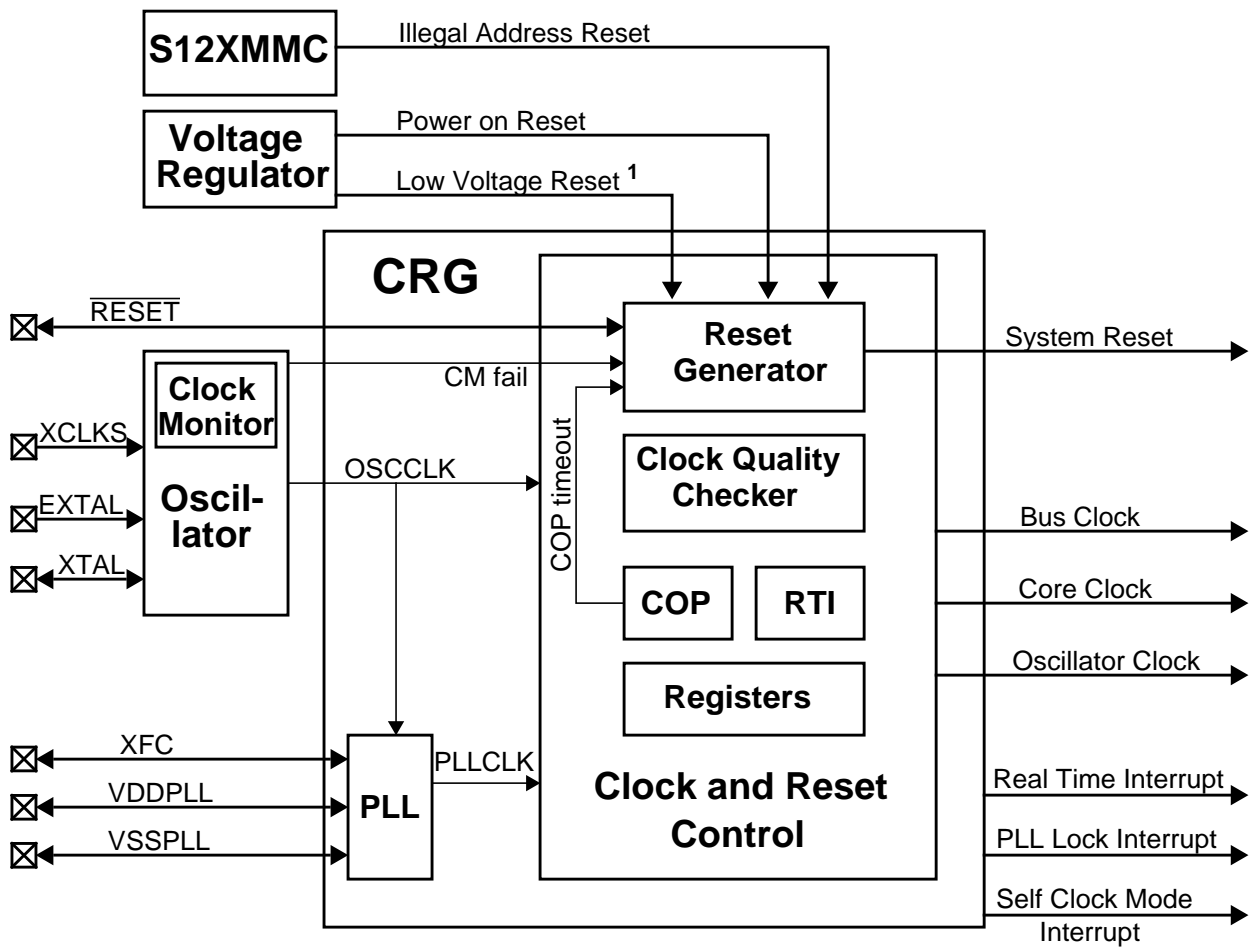 S12XMMC
Illegal Address Reset
Voltage
Regulator
Power on Reset
Low Voltage Reset 1
CRG
RESET
Reset
Generator
System Reset
Clock
Monitor
CM fail
XCLKS
OSCCLK
COP timeout
Clock Quality
Checker
EXTAL
Oscil-
lator
XTAL
Bus Clock
COP
RTI
Core Clock
Oscillator Clock
Registers
XFC
VDDPLL
VSSPLL
PLL
PLLCLK
Clock and Reset
Control
Real Time Interrupt
PLL Lock Interrupt
Self Clock Mode
Interrupt